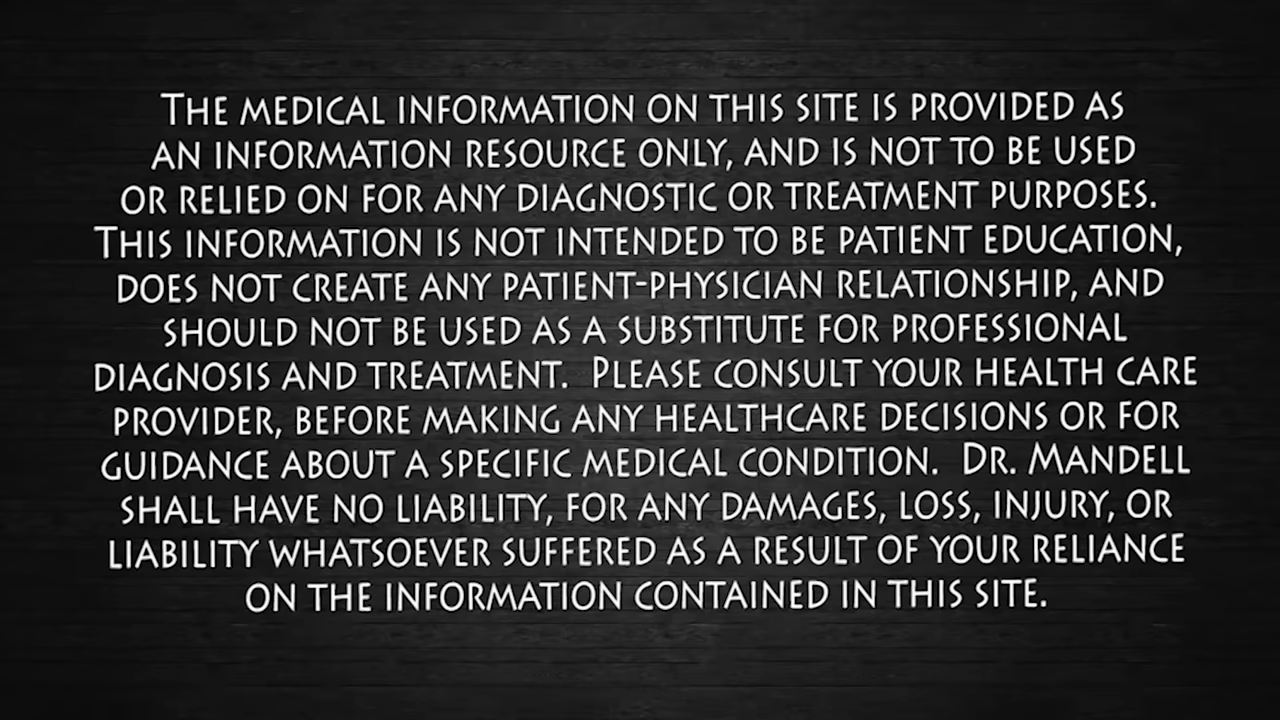 The medical information on this site is provided as
an information resource only, and is not to be used
or relied on for any diagnostic or treatment purposes.
This information is not intended to be patient education,
does not create any patient-physician relationship, and
should not be used as a substitute for professional
diagnosis and treatment. Please consult your health care
provider, before making any healthcare decisions or for
guidance about a specific medical condition. Dr. Mandell
shall have no liability, for any damages, loss, injury, or
liability whatsoever suffered as a result of your reliance
on the information contained in this site.